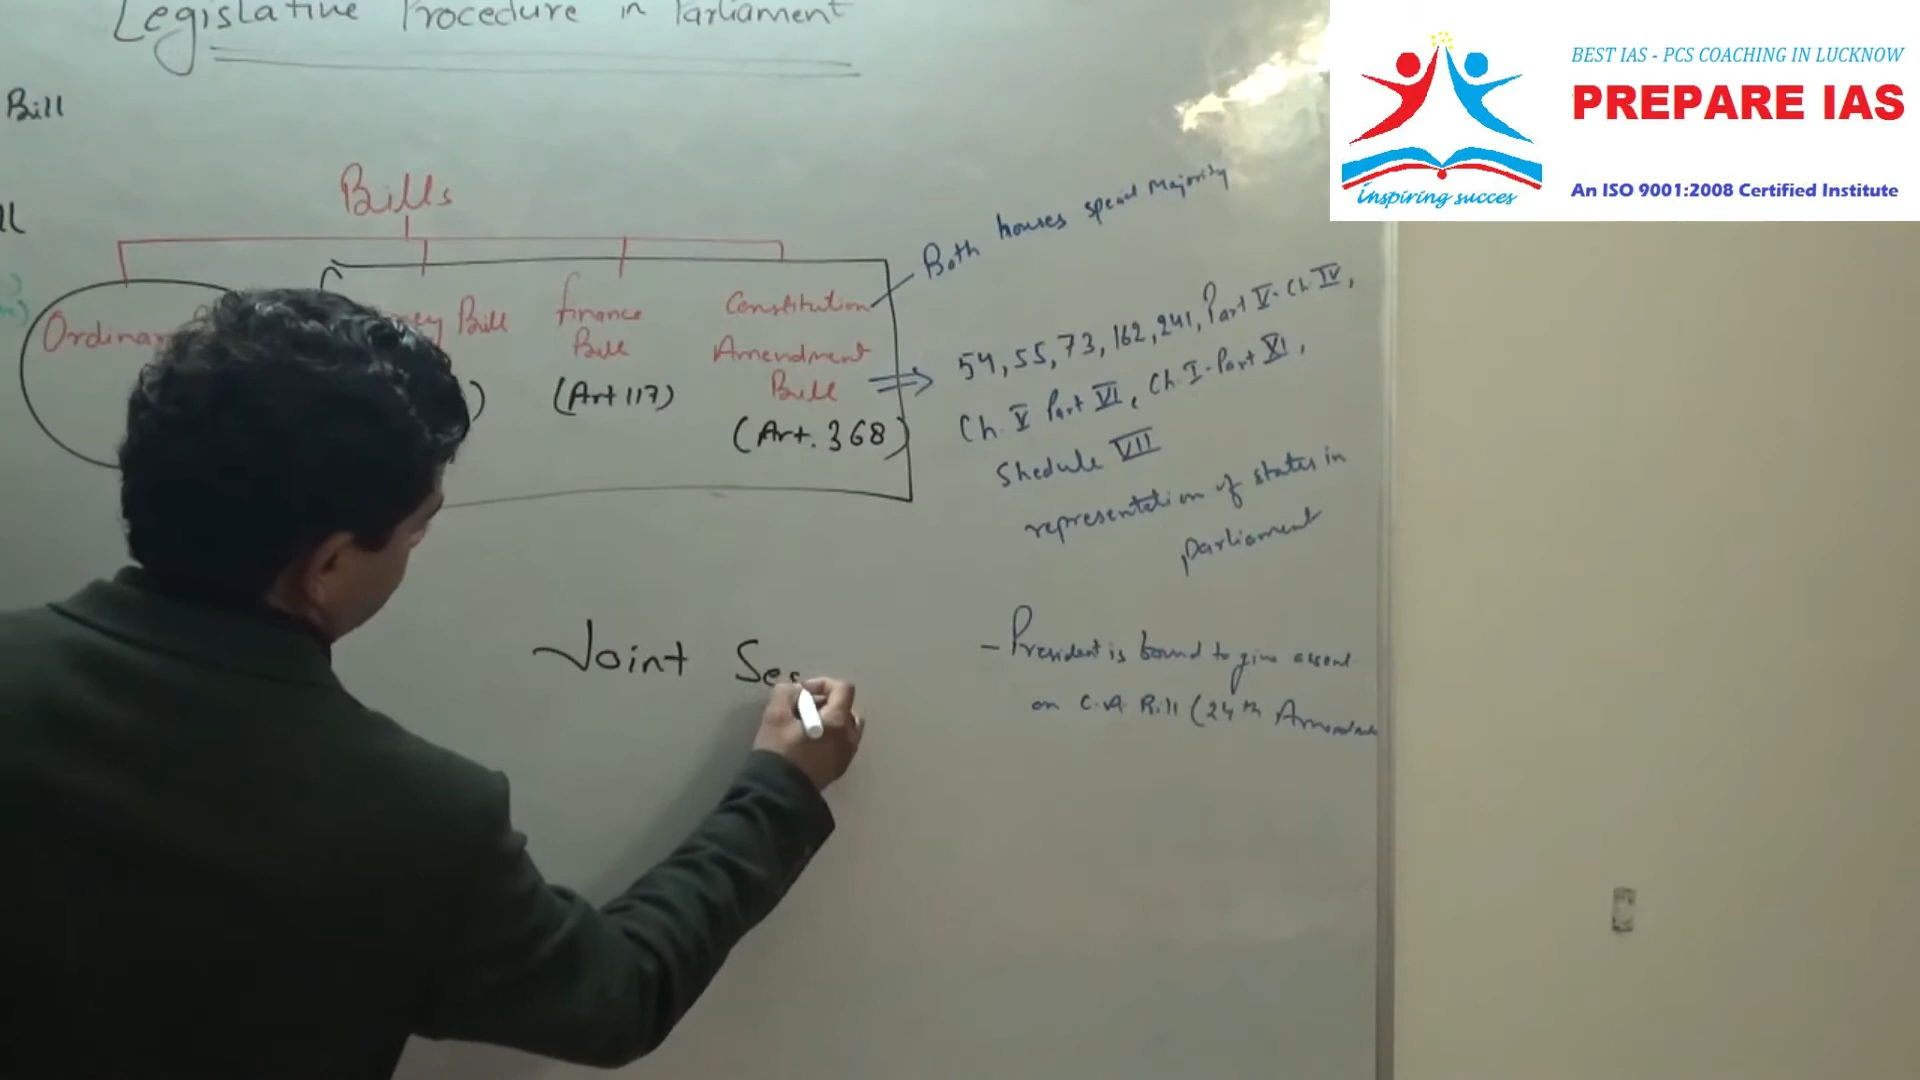 Legislative Procedure in Parliament
Bill
Bills
Ordinar
ey Bill
finance
Bill
(Art 117)
Constitution
Amendment
Bill
(Art. 368)
Both houses special Majority
54, 55, 73, 162, 241, Part V - Ch. IV,
Ch. V Part VI, Ch. I - Part XI,
Shedule VII
representation of states in
parliament
Joint Ses
- President is bound to give assent
on C.A. Bill (24th Amendm
BEST IAS - PCS COACHING IN LUCKNOW
PREPARE IAS
An ISO 9001:2008 Certified Institute
inspiring succes